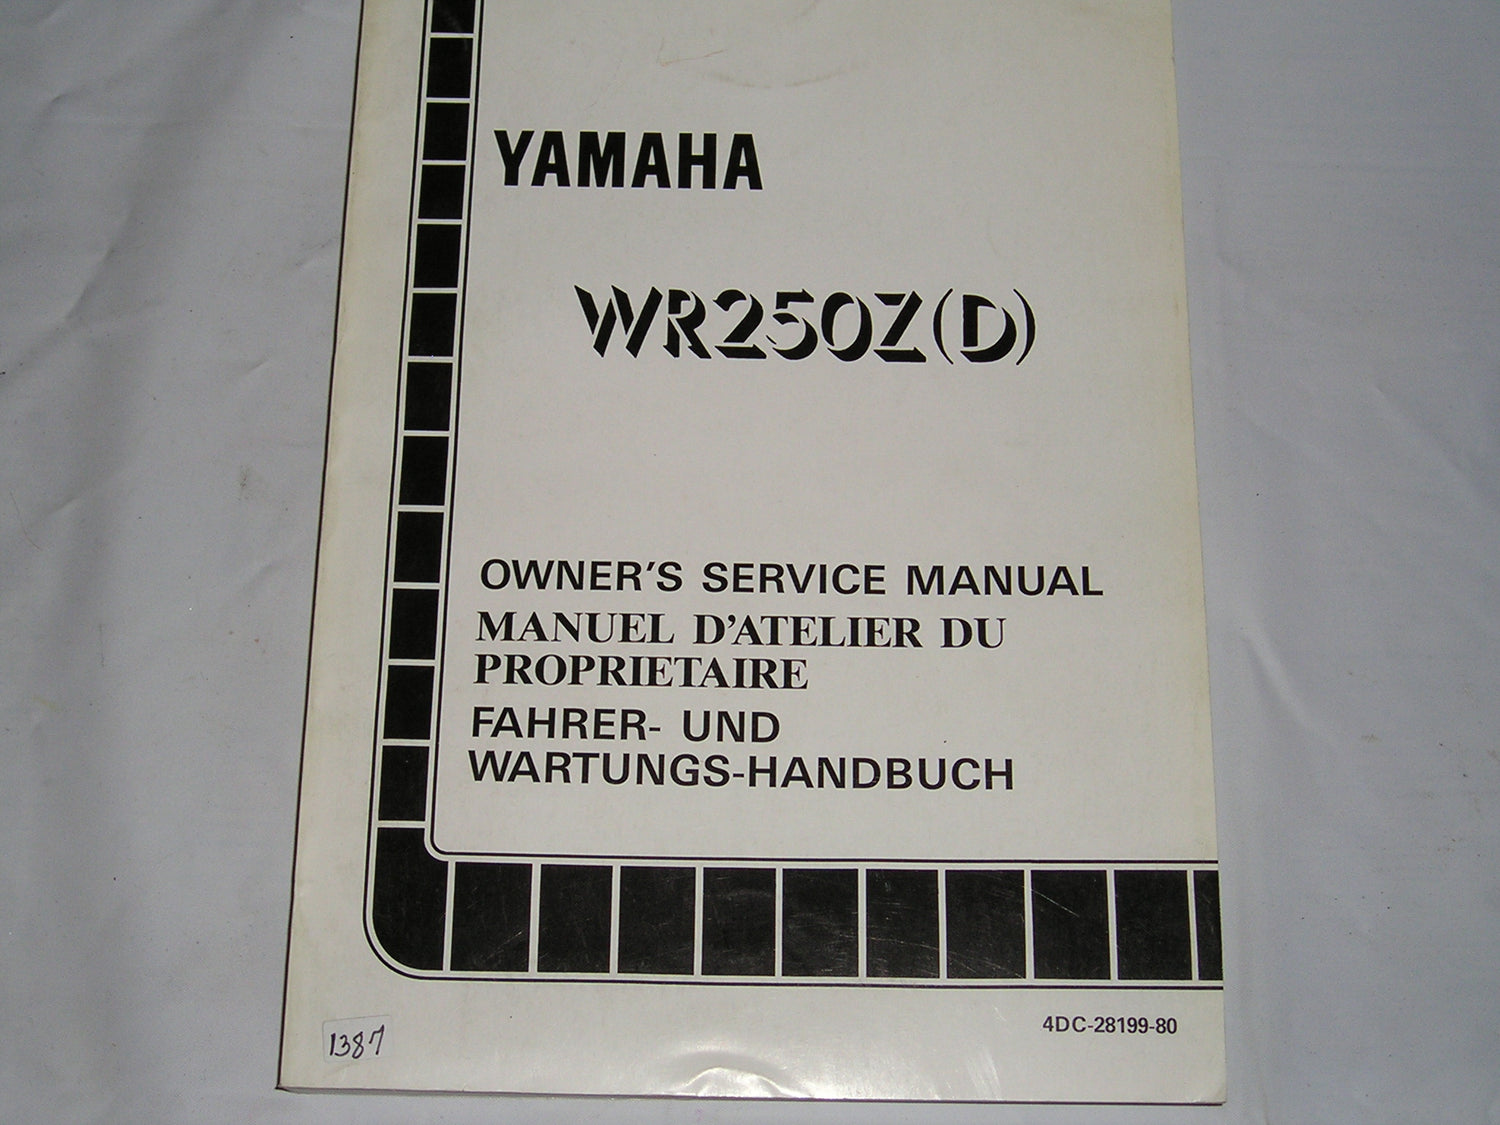 YAMAHA
WR250Z(D)
OWNER'S SERVICE MANUAL
MANUEL D'ATELIER DU
PROPRIETAIRE
FAHRER- UND
WARTUNGS-HANDBUCH
4DC-28199-80
1387